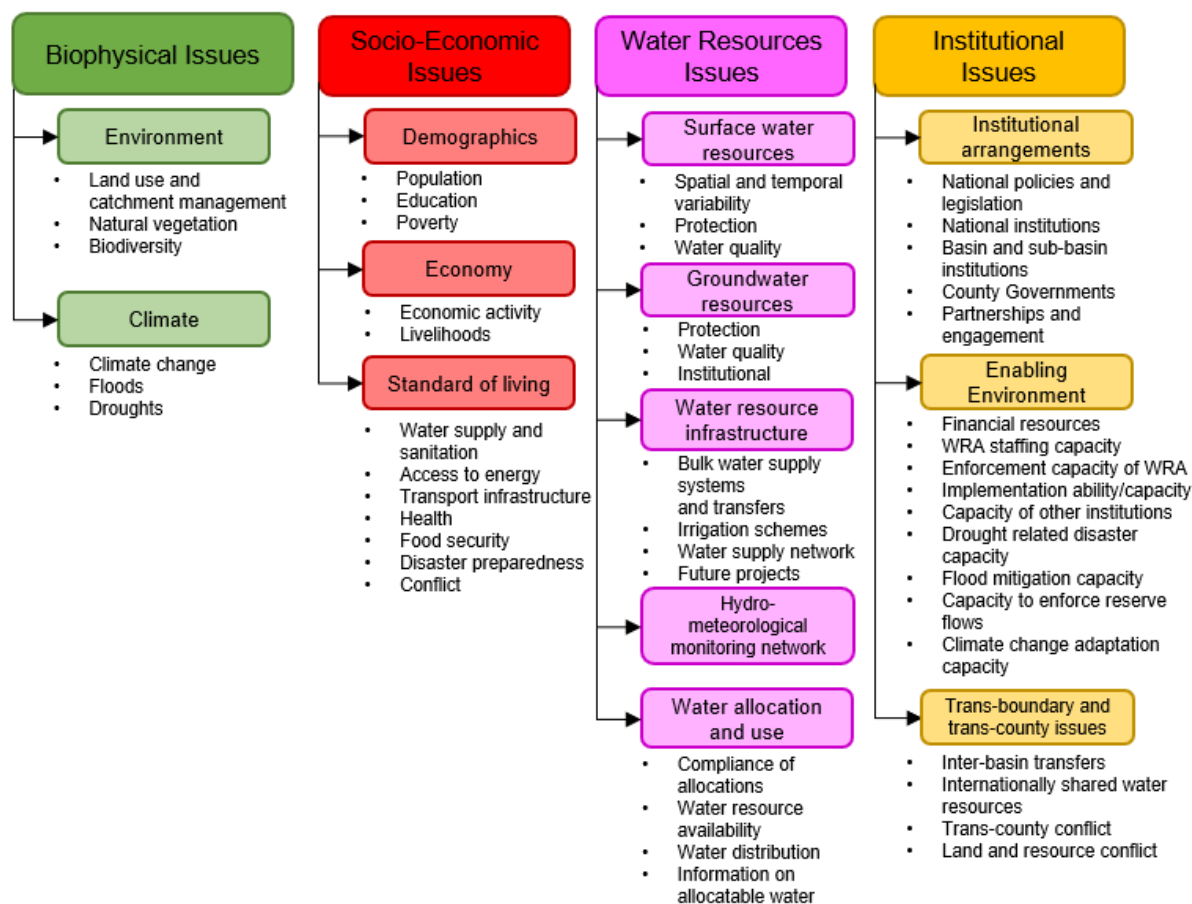 Biophysical Issues
Environment
• Land use and
catchment management
• Natural vegetation
• Biodiversity
Climate
• Climate change
• Floods
• Droughts
Socio-Economic
Issues
Demographics
• Population
• Education
• Poverty
Economy
• Economic activity
• Livelihoods
Standard of living
• Water supply and
sanitation
• Access to energy
• Transport infrastructure
• Health
• Food security
• Disaster preparedness
• Conflict
Water Resources
Issues
Surface water
resources
• Spatial and temporal
variability
• Protection
• Water quality
Groundwater
resources
• Protection
• Water quality
• Institutional
Water resource
infrastructure
• Bulk water supply
systems
and transfers
• Irrigation schemes
• Water supply network
• Future projects
Hydro-
meteorological
monitoring network
Water allocation
and use
• Compliance of
allocations
• Water resource
availability
• Water distribution
• Information on
allocatable water
Institutional
Issues
Institutional
arrangements
• National policies and
legislation
• National institutions
• Basin and sub-basin
institutions
• County Governments
• Partnerships and
engagement
Enabling
Environment
• Financial resources
• WRA staffing capacity
• Enforcement capacity of WRA
• Implementation ability/capacity
• Capacity of other institutions
• Drought related disaster
capacity
• Flood mitigation capacity
• Capacity to enforce reserve
flows
• Climate change adaptation
capacity
Trans-boundary and
trans-county issues
• Inter-basin transfers
• Internationally shared water
resources
• Trans-county conflict
• Land and resource conflict